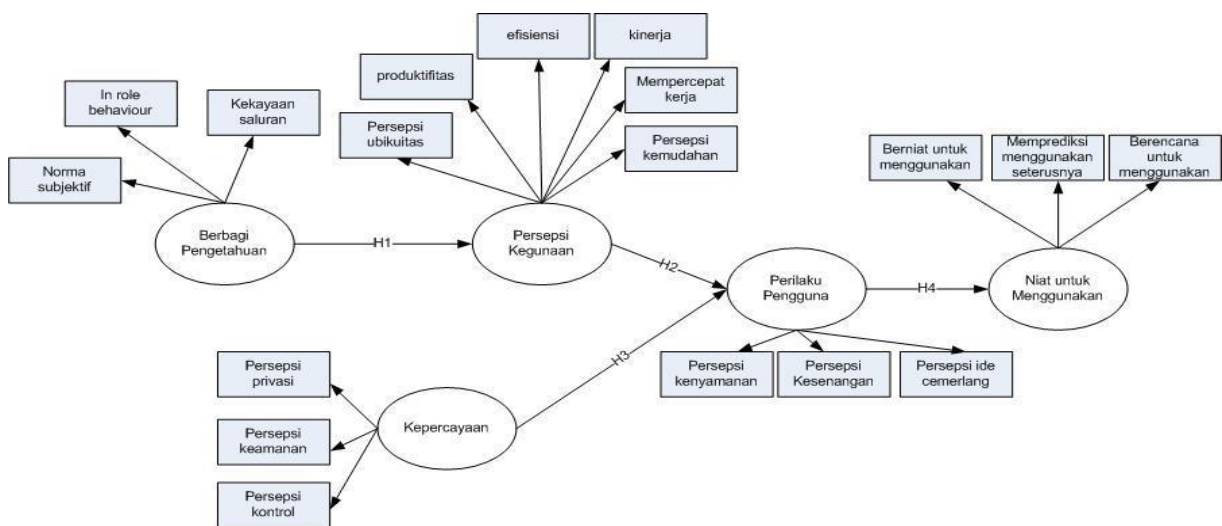 efisiensi
kinerja
produktifitas
In role
behaviour
Kekayaan
saluran
Mempercepat
kerja
Persepsi
ubikuitas
Persepsi
kemudahan
Norma
subjektif
Berniat untuk
menggunakan
Memprediksi
menggunakan
seterusnya
Berencana
untuk
menggunakan
Berbagi
Pengetahuan
H1
Persepsi
Kegunaan
H2
Perilaku
Pengguna
H4
Niat untuk
Menggunakan
H3
Persepsi
kenyamanan
Persepsi
Kesenangan
Persepsi ide
cemerlang
Persepsi
privasi
Persepsi
keamanan
Persepsi
kontrol
Kepercayaan